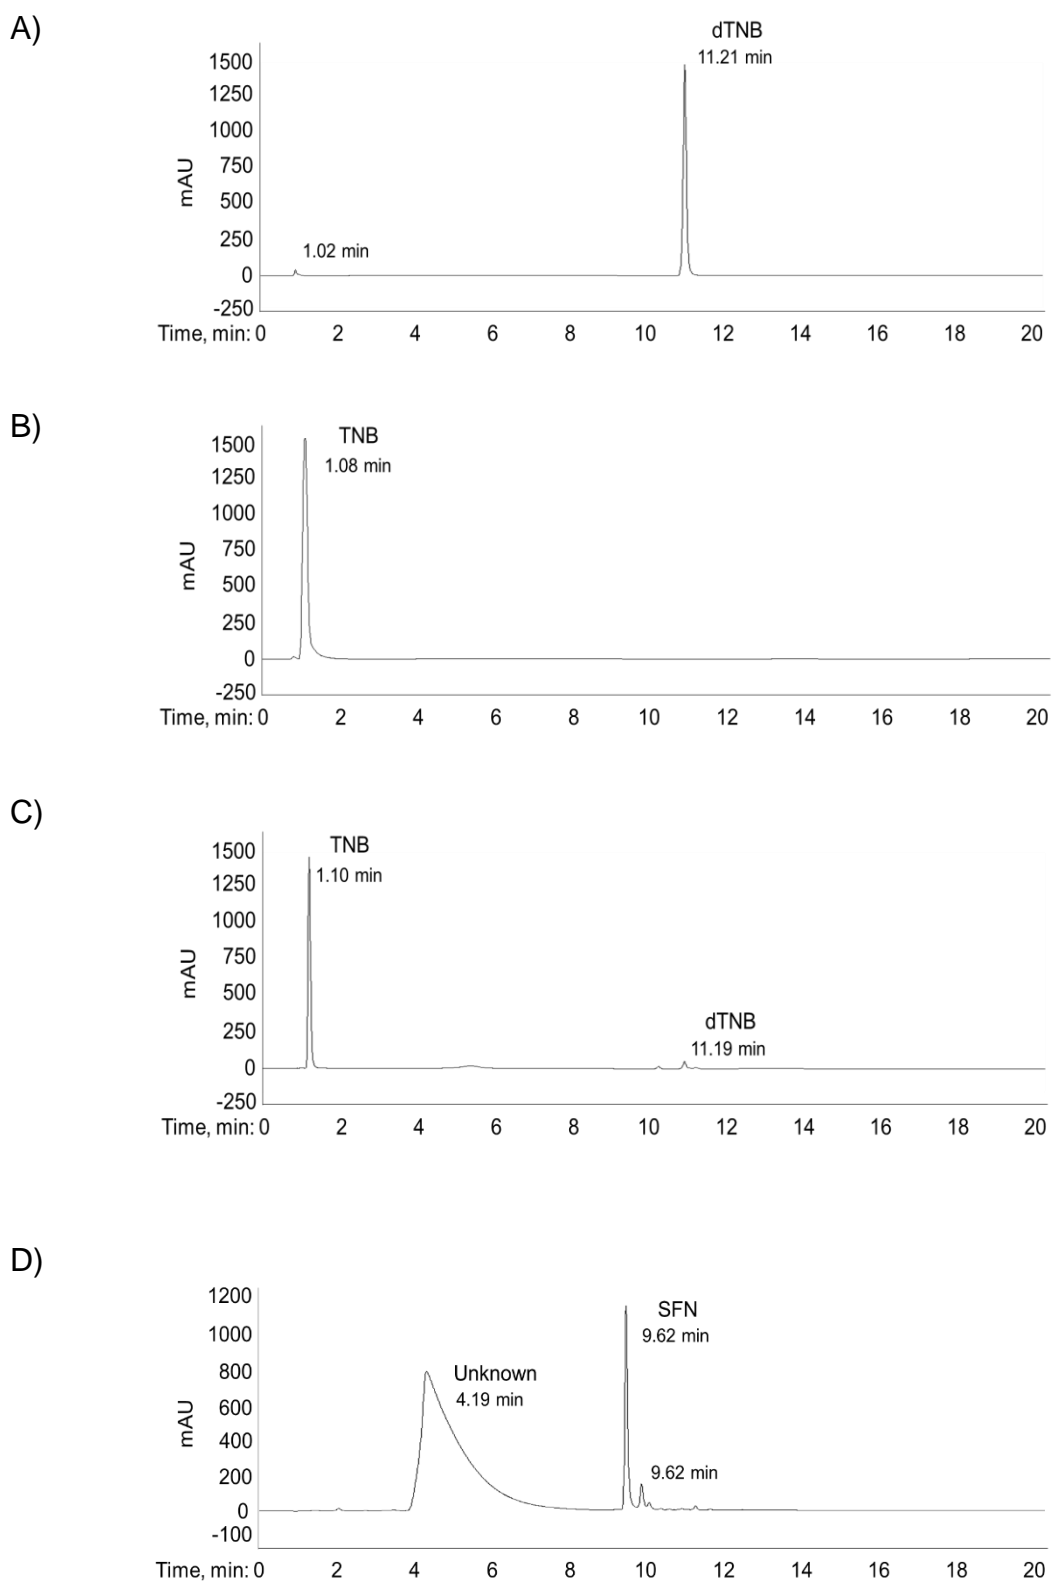 A)
dTNB
11.21 min
1500
1250
1000
750
500
250
0
-250
mAU
1.02 min
Time, min: 0 2 4 6 8 10 12 14 16 18 20
B)
TNB
1.08 min
1500
1250
1000
750
500
250
0
-250
mAU
Time, min: 0 2 4 6 8 10 12 14 16 18 20
C)
TNB
1.10 min
1500
1250
1000
750
500
250
0
-250
mAU
dTNB
11.19 min
Time, min: 0 2 4 6 8 10 12 14 16 18 20
D)
1200
1000
800
600
400
200
0
-100
mAU
SFN
9.62 min
Unknown
4.19 min
9.62 min
Time, min: 0 2 4 6 8 10 12 14 16 18 20